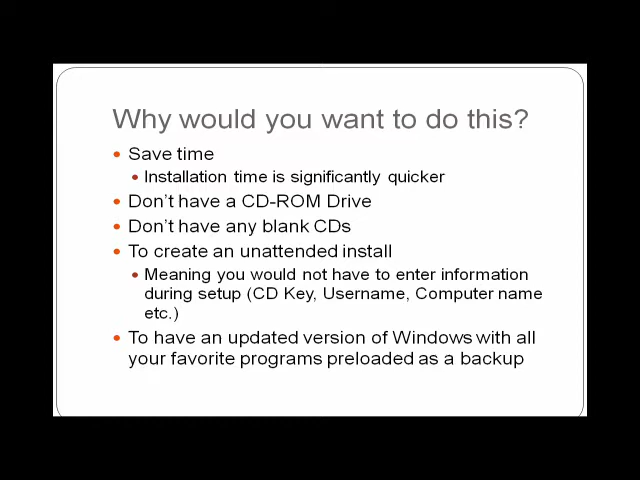 Why would you want to do this?
• Save time
• Installation time is significantly quicker
• Don't have a CD-ROM Drive
• Don't have any blank CDs
• To create an unattended install
• Meaning you would not have to enter information
during setup (CD Key, Username, Computer name
etc.)
• To have an updated version of Windows with all
your favorite programs preloaded as a backup